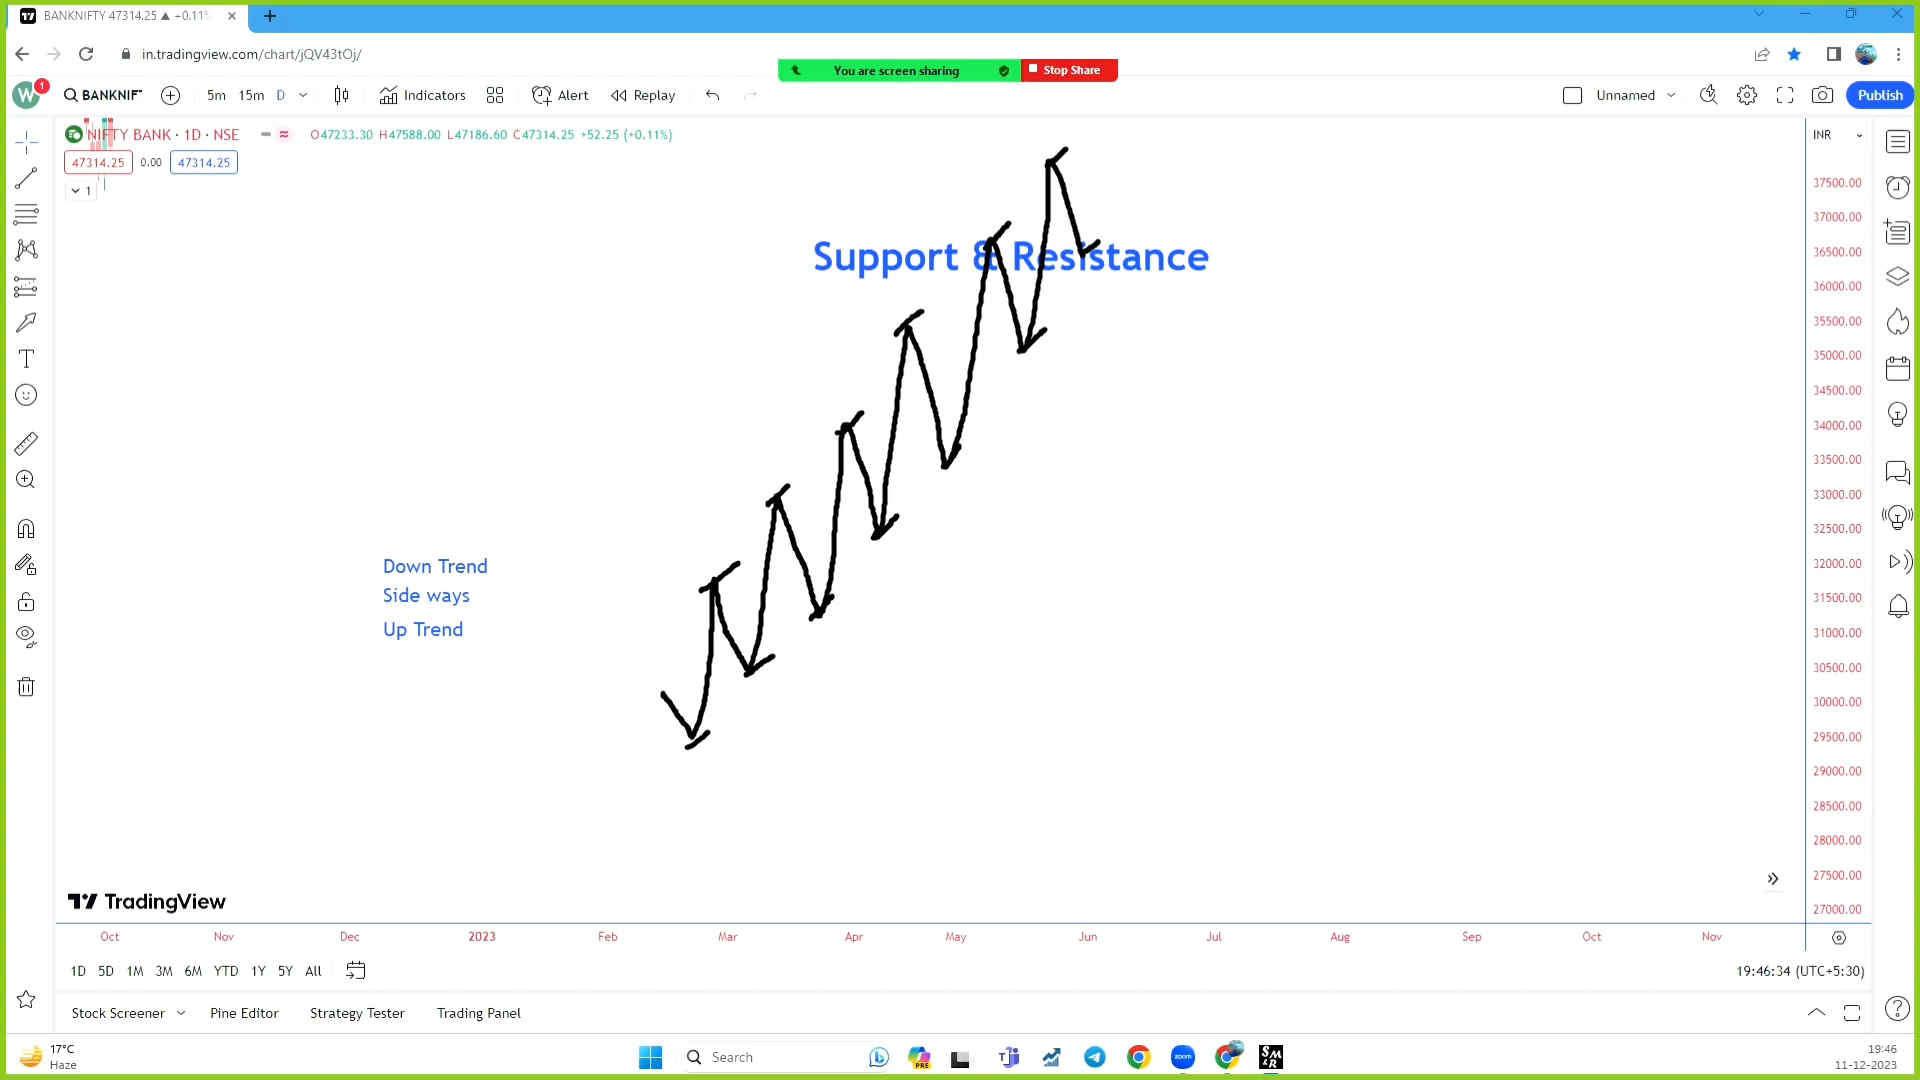 BANKNIFTY 47314.25 ▲ +0.11%
in.tradingview.com/chart/jQV43tOj/
You are screen sharing
Stop Share
W 1
BANKNIF
5m 15m D
Indicators
Alert
Replay
Unnamed
Publish
NIFTY BANK · 1D · NSE
O47233.30 H47588.00 L47186.60 C47314.25 +52.25 (+0.11%)
INR
47314.25 0.00 47314.25
1
Support & Resistance
Down Trend
Side ways
Up Trend
37500.00
37000.00
36500.00
36000.00
35500.00
35000.00
34500.00
34000.00
33500.00
33000.00
32500.00
32000.00
31500.00
31000.00
30500.00
30000.00
29500.00
29000.00
28500.00
28000.00
27500.00
27000.00
TradingView
Oct Nov Dec 2023 Feb Mar Apr May Jun Jul Aug Sep Oct Nov
1D 5D 1M 3M 6M YTD 1Y 5Y All
19:46:34 (UTC+5:30)
Stock Screener Pine Editor Strategy Tester Trading Panel
17°C
Haze
Search
PRE
zoom
SM&R
19:46
11-12-2023